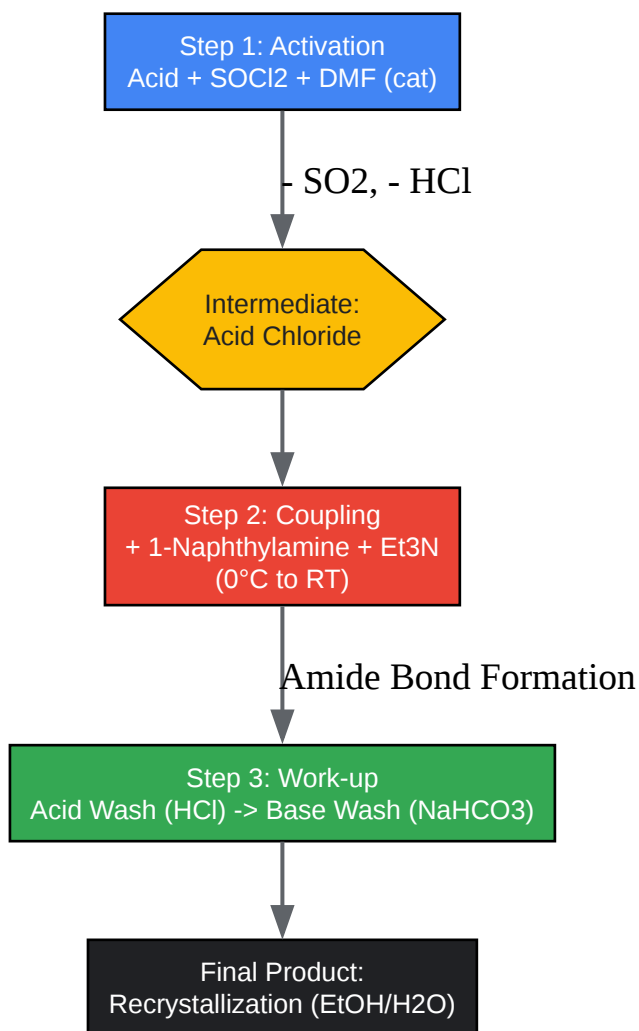 Step 1: Activation
Acid + SOCl2 + DMF (cat)
- SO2, - HCl
Intermediate:
Acid Chloride
Step 2: Coupling
+ 1-Naphthylamine + Et3N
(0°C to RT)
Amide Bond Formation
Step 3: Work-up
Acid Wash (HCl) -> Base Wash (NaHCO3)
Final Product:
Recrystallization (EtOH/H2O)